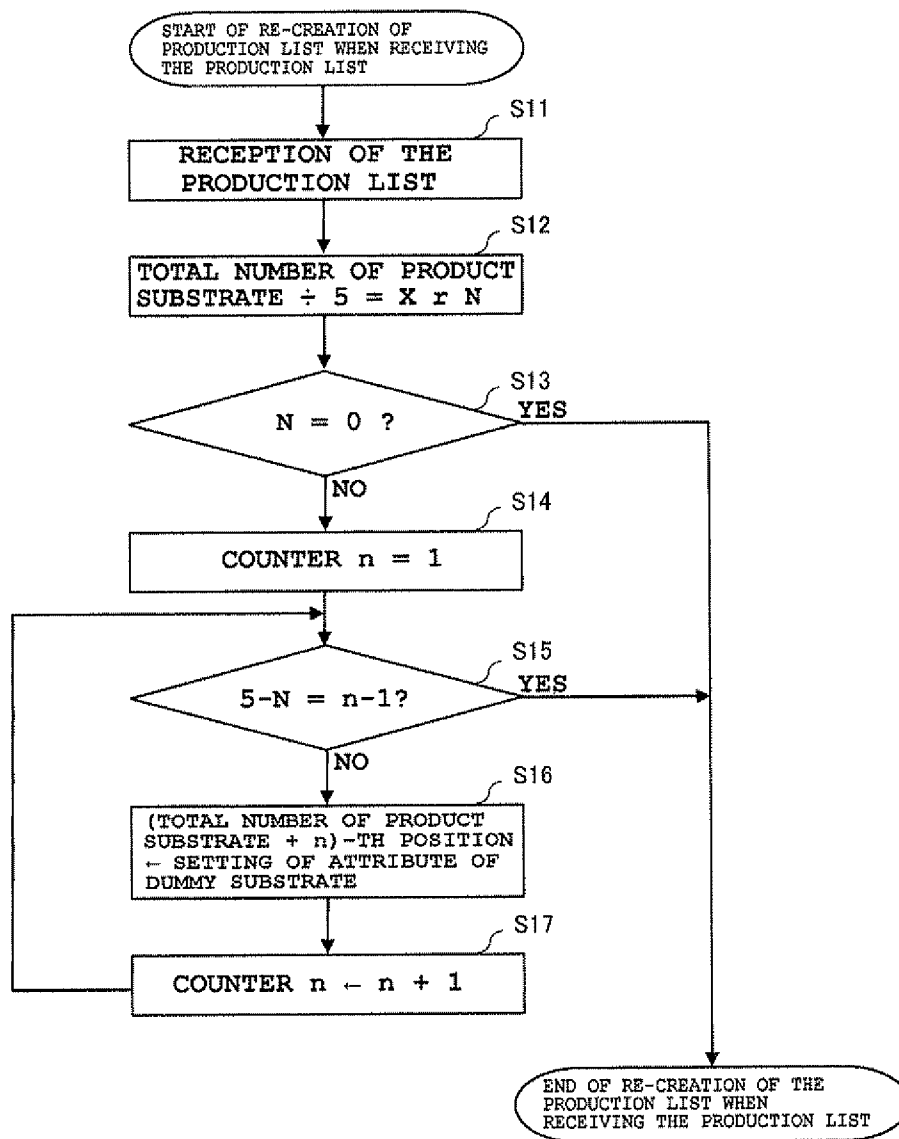 START OF RE-CREATION OF
PRODUCTION LIST WHEN RECEIVING
THE PRODUCTION LIST
S11
RECEPTION OF THE
PRODUCTION LIST
S12
TOTAL NUMBER OF PRODUCT
SUBSTRATE ÷ 5 = X r N
S13
N = 0 ?
YES
NO
S14
COUNTER n = 1
S15
5-N = n-1?
YES
NO
S16
(TOTAL NUMBER OF PRODUCT
SUBSTRATE + n)-TH POSITION
← SETTING OF ATTRIBUTE OF
DUMMY SUBSTRATE
S17
COUNTER n ← n + 1
END OF RE-CREATION OF THE
PRODUCTION LIST WHEN
RECEIVING THE PRODUCTION LIST